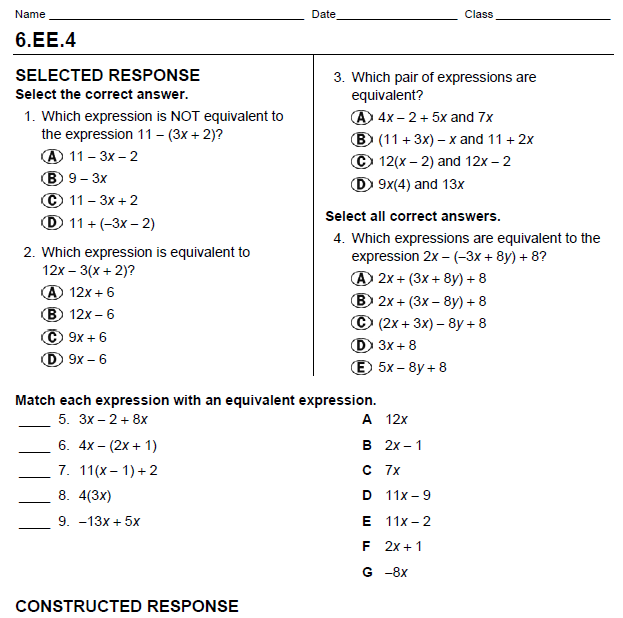 Name Date Class
6.EE.4
SELECTED RESPONSE
Select the correct answer.
1. Which expression is NOT equivalent to
the expression 11 – (3x + 2)?
A 11 – 3x – 2
B 9 – 3x
C 11 – 3x + 2
D 11 + (–3x – 2)
2. Which expression is equivalent to
12x – 3(x + 2)?
A 12x + 6
B 12x – 6
C 9x + 6
D 9x – 6
3. Which pair of expressions are
equivalent?
A 4x – 2 + 5x and 7x
B (11 + 3x) – x and 11 + 2x
C 12(x – 2) and 12x – 2
D 9x(4) and 13x
Select all correct answers.
4. Which expressions are equivalent to the
expression 2x – (–3x + 8y) + 8?
A 2x + (3x + 8y) + 8
B 2x + (3x – 8y) + 8
C (2x + 3x) – 8y + 8
D 3x + 8
E 5x – 8y + 8
Match each expression with an equivalent expression.
5. 3x – 2 + 8x
6. 4x – (2x + 1)
7. 11(x – 1) + 2
8. 4(3x)
9. –13x + 5x
A 12x
B 2x – 1
C 7x
D 11x – 9
E 11x – 2
F 2x + 1
G –8x
CONSTRUCTED RESPONSE